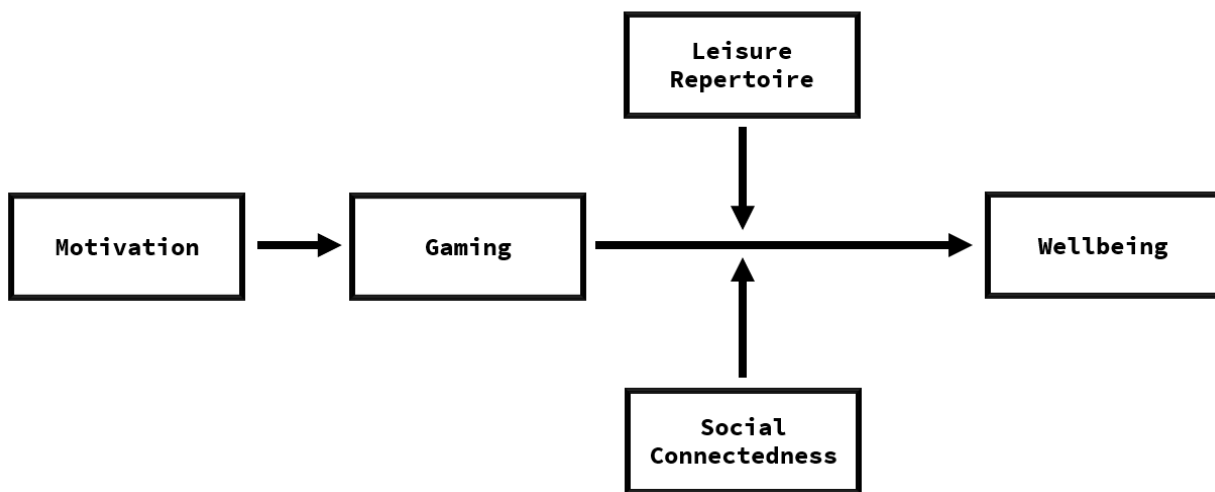 Leisure
Repertoire
Motivation
Gaming
Wellbeing
Social
Connectedness